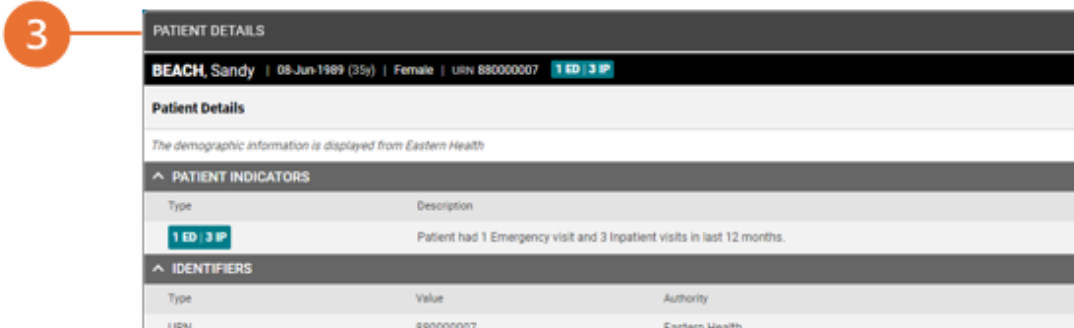 3
PATIENT DETAILS
BEACH, Sandy | 08-Jun-1989 (35y) | Female | URN 880000007 1 ED | 3 IP
Patient Details
The demographic information is displayed from Eastern Health
PATIENT INDICATORS
Type Description
1 ED | 3 IP Patient had 1 Emergency visit and 3 Inpatient visits in last 12 months.
IDENTIFIERS
Type Value Authority
URN 880000007 Eastern Health